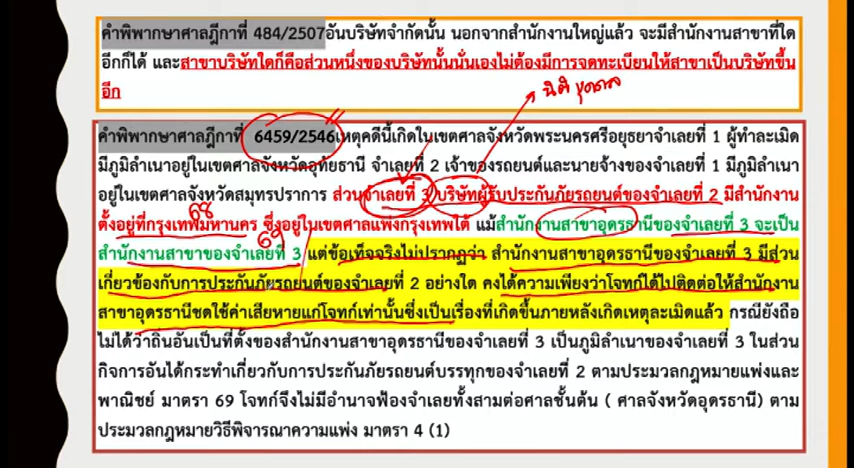 คำพิพากษาศาลฎีกาที่ 484/2507อันบริษัทจำกัดนั้น นอกจากสำนักงานใหญ่แล้ว จะมีสำนักงานสาขาที่ใด
อีกก็ได้ และสาขาบริษัทใดก็คือส่วนหนึ่งของบริษัทนั้นนั่นเองไม่ต้องมีการจดทะเบียนให้สาขาเป็นบริษัทขึ้น
อีก
นิติบุคคล
คำพิพากษาศาลฎีกาที่ 6459/2546เหตุคดีนี้เกิดในเขตศาลจังหวัดพระนครศรีอยุธยาจำเลยที่ 1 ผู้ทำละเมิด
มีภูมิลำเนาอยู่ในเขตศาลจังหวัดอุทัยธานี จำเลยที่ 2 เจ้าของรถยนต์และนายจ้างของจำเลยที่ 1 มีภูมิลำเนา
อยู่ในเขตศาลจังหวัดสมุทรปราการ ส่วนจำเลยที่ 3 บริษัทผู้รับประกันภัยรถยนต์ของจำเลยที่ 2 มีสำนักงาน
68
ตั้งอยู่ที่กรุงเทพมหานคร ซึ่งอยู่ในเขตศาลแพ่งกรุงเทพใต้ แม้สำนักงานสาขาอุดรธานีของจำเลยที่ 3 จะเป็น
69
สำนักงานสาขาของจำเลยที่ 3 แต่ข้อเท็จจริงไม่ปรากฏว่า สำนักงานสาขาอุดรธานีของจำเลยที่ 3 มีส่วน
เกี่ยวข้องกับการประกันภัยรถยนต์ของจำเลยที่ 2 อย่างใด คงได้ความเพียงว่าโจทก์ได้ไปติดต่อให้สำนักงาน
สาขาอุดรธานีชดใช้ค่าเสียหายแก่โจทก์เท่านั้นซึ่งเป็นเรื่องที่เกิดขึ้นภายหลังเกิดเหตุละเมิดแล้ว กรณียังถือ
ไม่ได้ว่าถิ่นอันเป็นที่ตั้งของสำนักงานสาขาอุดรธานีของจำเลยที่ 3 เป็นภูมิลำเนาของจำเลยที่ 3 ในส่วน
กิจการอันได้กระทำเกี่ยวกับการประกันภัยรถยนต์บรรทุกของจำเลยที่ 2 ตามประมวลกฎหมายแพ่งและ
พาณิชย์ มาตรา 69 โจทก์จึงไม่มีอำนาจฟ้องจำเลยทั้งสามต่อศาลชั้นต้น ( ศาลจังหวัดอุดรธานี) ตาม
ประมวลกฎหมายวิธีพิจารณาความแพ่ง มาตรา 4 (1)